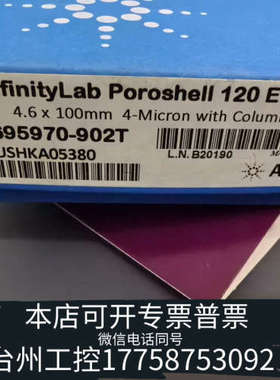 finityLab Poroshell 120 E
4.6 x 100mm 4-Micron with Colum
695970-902T
USHKA05380
L.N. B20190
A
本店可开专票普票
微信电话同号
台州工控17758753092